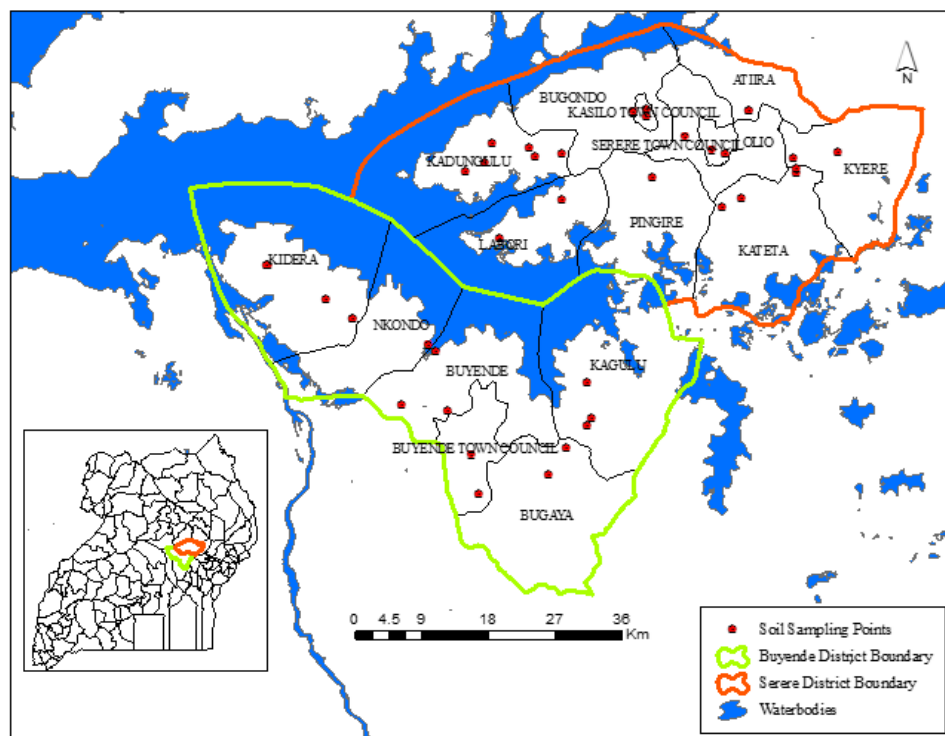 N
ATIIRA
BUGONDO
KASILO TOWN COUNCIL
SERERE TOWN COUNCIL
OLIO
KADUNGULU
KYERE
PINGIRE
LABORI
KATETA
KIDERA
NKONDO
BUYENDE
KAGULU
BUYENDE TOWN COUNCIL
BUGAYA
0 4.5 9 18 27 36
Km
Soil Sampling Points
Buyende District Boundary
Serere District Boundary
Waterbodies